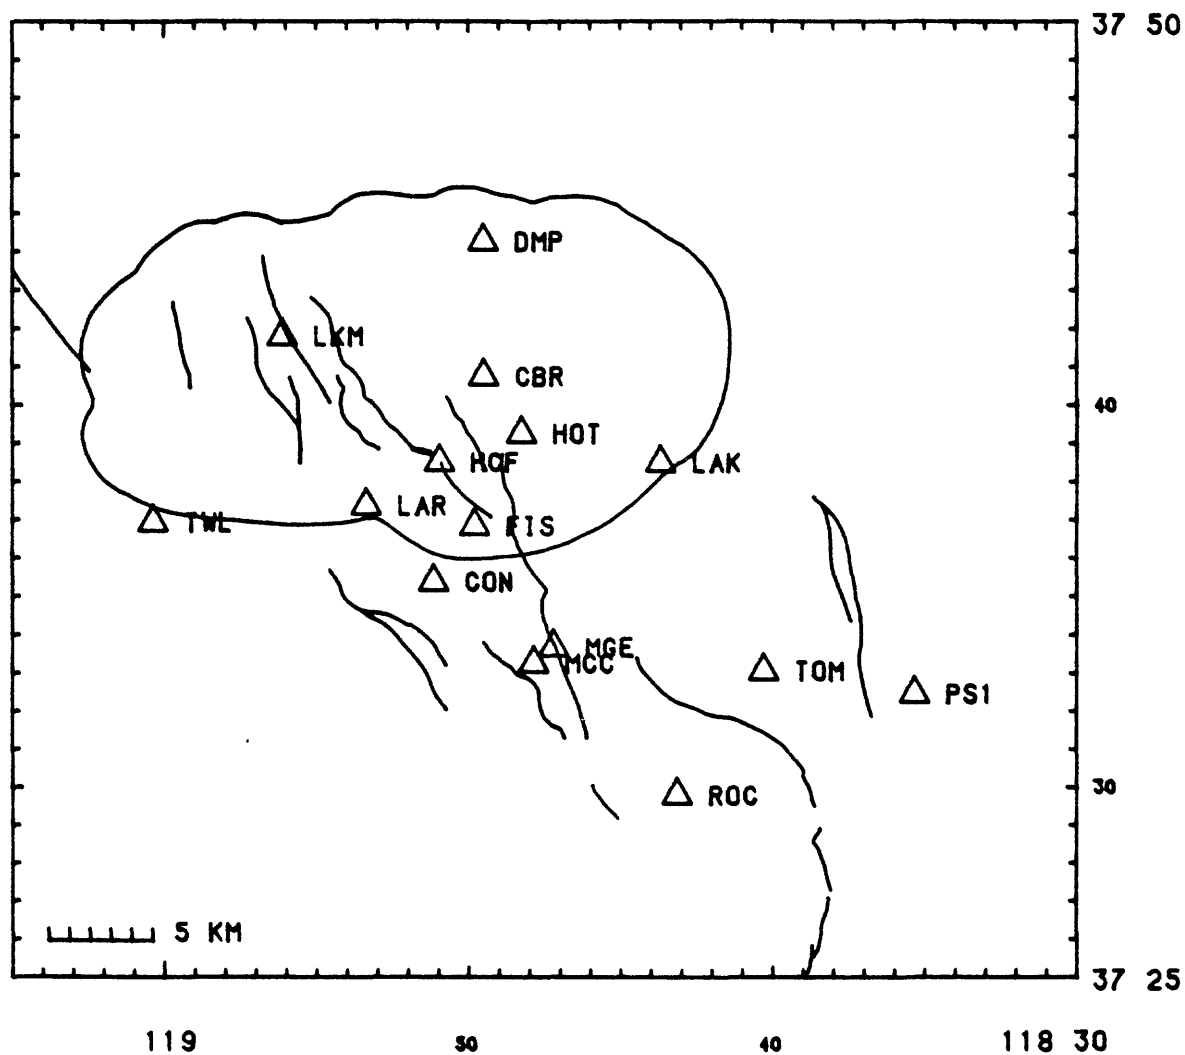 37 50
DMP
LKM
CBR
40
HOT
HCF
LAK
LAR
TWL
FIS
CON
MGE
MCC
TOM
PS1
30
ROC
5 KM
37 25
119
50
40
118 30